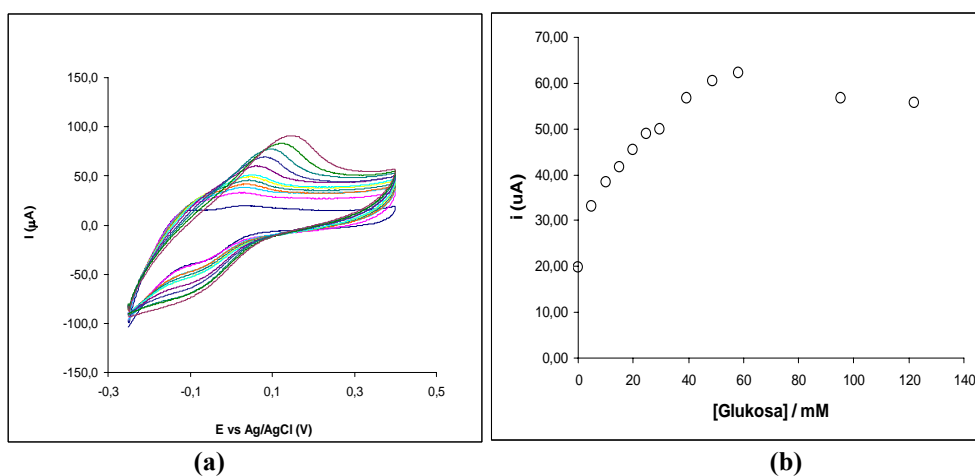 150,0
100,0
50,0
0,0
-50,0
-100,0
-150,0
I (µA)
-0,3 -0,1 0,1 0,3 0,5
E vs Ag/AgCl (V)
(a)
70,00
60,00
50,00
40,00
30,00
20,00
10,00
0,00
i (uA)
0 20 40 60 80 100 120 140
[Glukosa] / mM
(b)